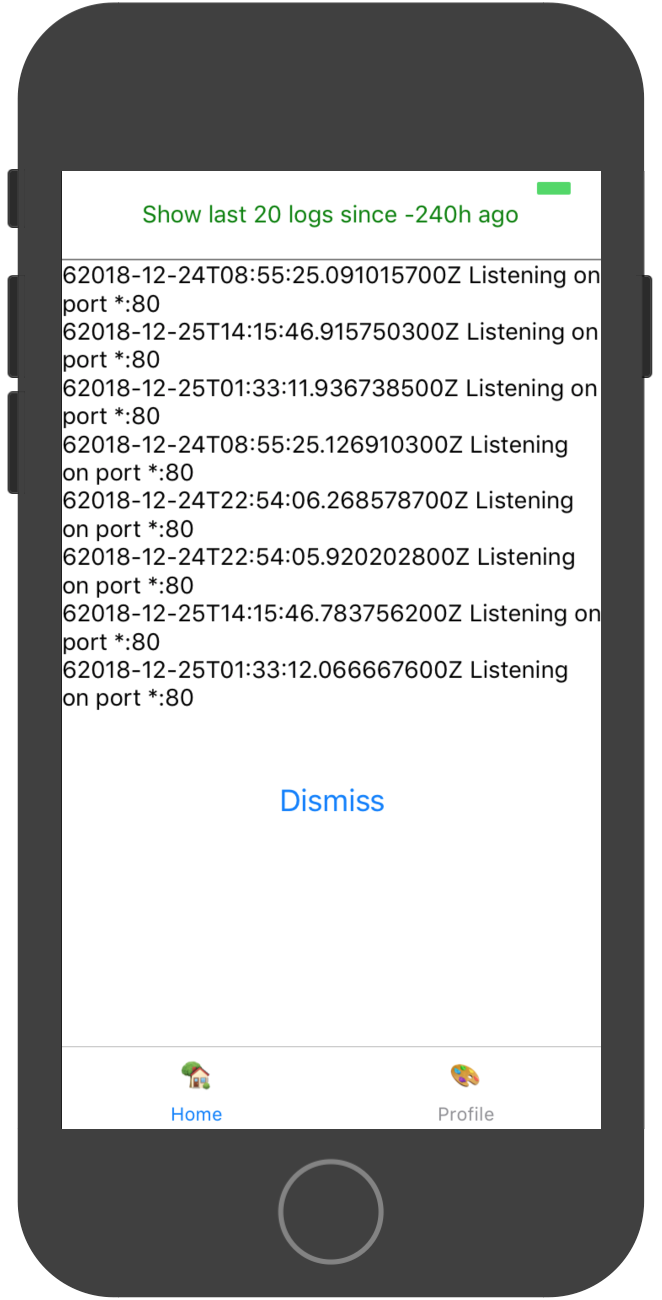 Show last 20 logs since -240h ago
62018-12-24T08:55:25.091015700Z Listening on
port *:80
62018-12-25T14:15:46.915750300Z Listening on
port *:80
62018-12-25T01:33:11.936738500Z Listening on
port *:80
62018-12-24T08:55:25.126910300Z Listening
on port *:80
62018-12-24T22:54:06.268578700Z Listening
on port *:80
62018-12-24T22:54:05.920202800Z Listening
on port *:80
62018-12-25T14:15:46.783756200Z Listening on
port *:80
62018-12-25T01:33:12.066667600Z Listening
on port *:80
Dismiss
Home
Profile